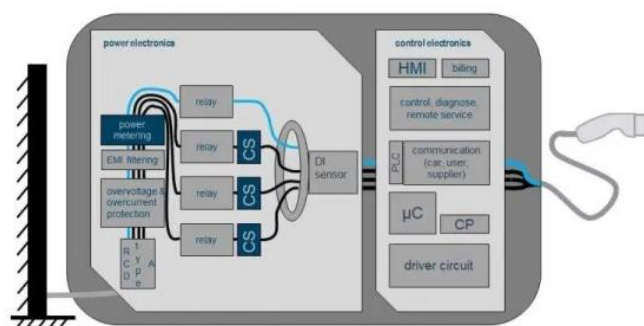 power electronics
relay
power
metering
EMI filtering
overvoltage &
overcurrent
protection
RCD
type
A
relay
CS
relay
CS
relay
CS
DI
sensor
control electronics
HMI
billing
control, diagnose,
remote service
PLC
communication
(car, user,
supplier)
µC
CP
driver circuit